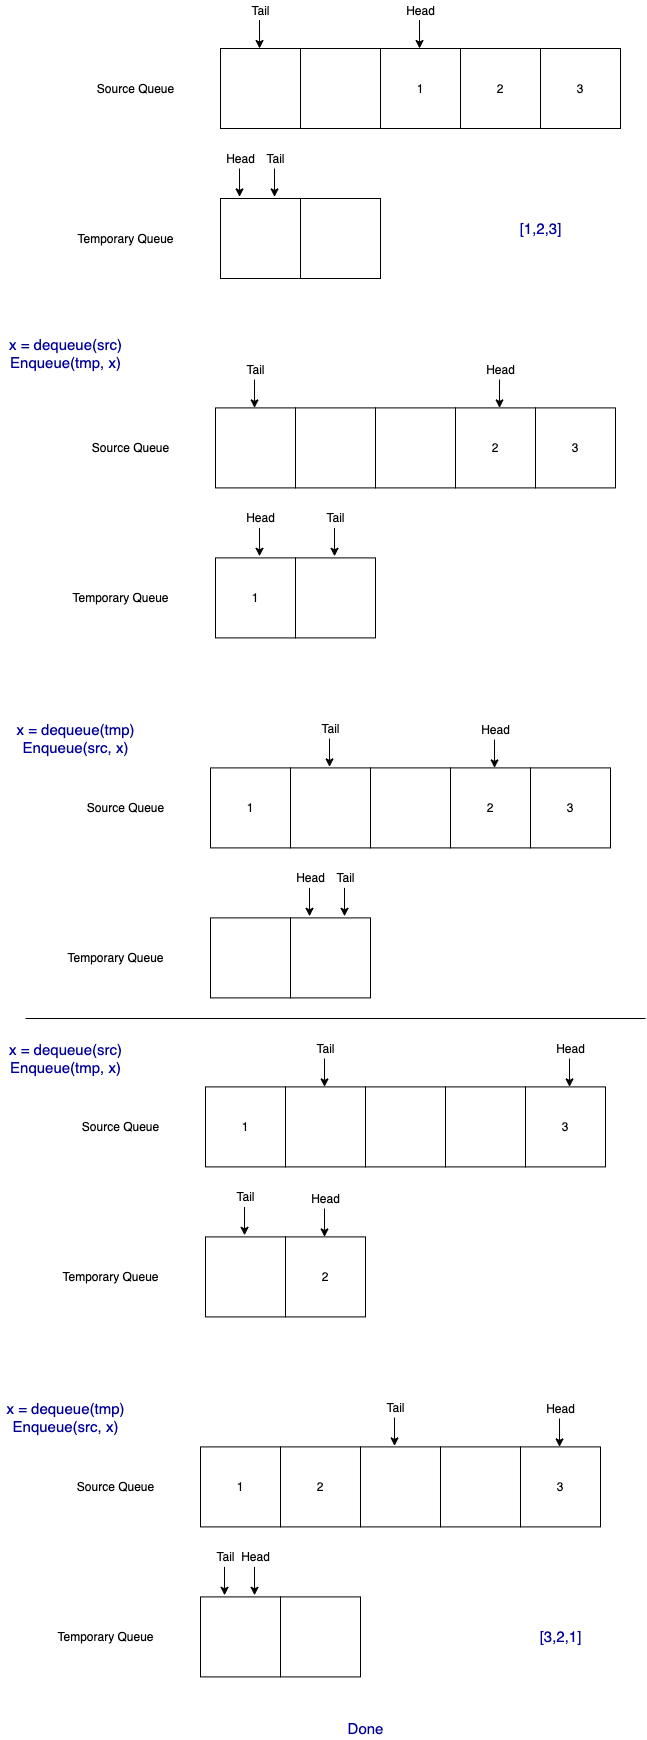 Tail Head
Source Queue 1 2 3
Head Tail
Temporary Queue [1,2,3]
x = dequeue(src)
Enqueue(tmp, x)
Tail Head
Source Queue 2 3
Head Tail
Temporary Queue 1
x = dequeue(tmp)
Enqueue(src, x)
Tail Head
Source Queue 1 2 3
Head Tail
Temporary Queue
x = dequeue(src)
Enqueue(tmp, x)
Tail Head
Source Queue 1 3
Tail Head
Temporary Queue 2
x = dequeue(tmp)
Enqueue(src, x)
Tail Head
Source Queue 1 2 3
Tail Head
Temporary Queue [3,2,1]
Done